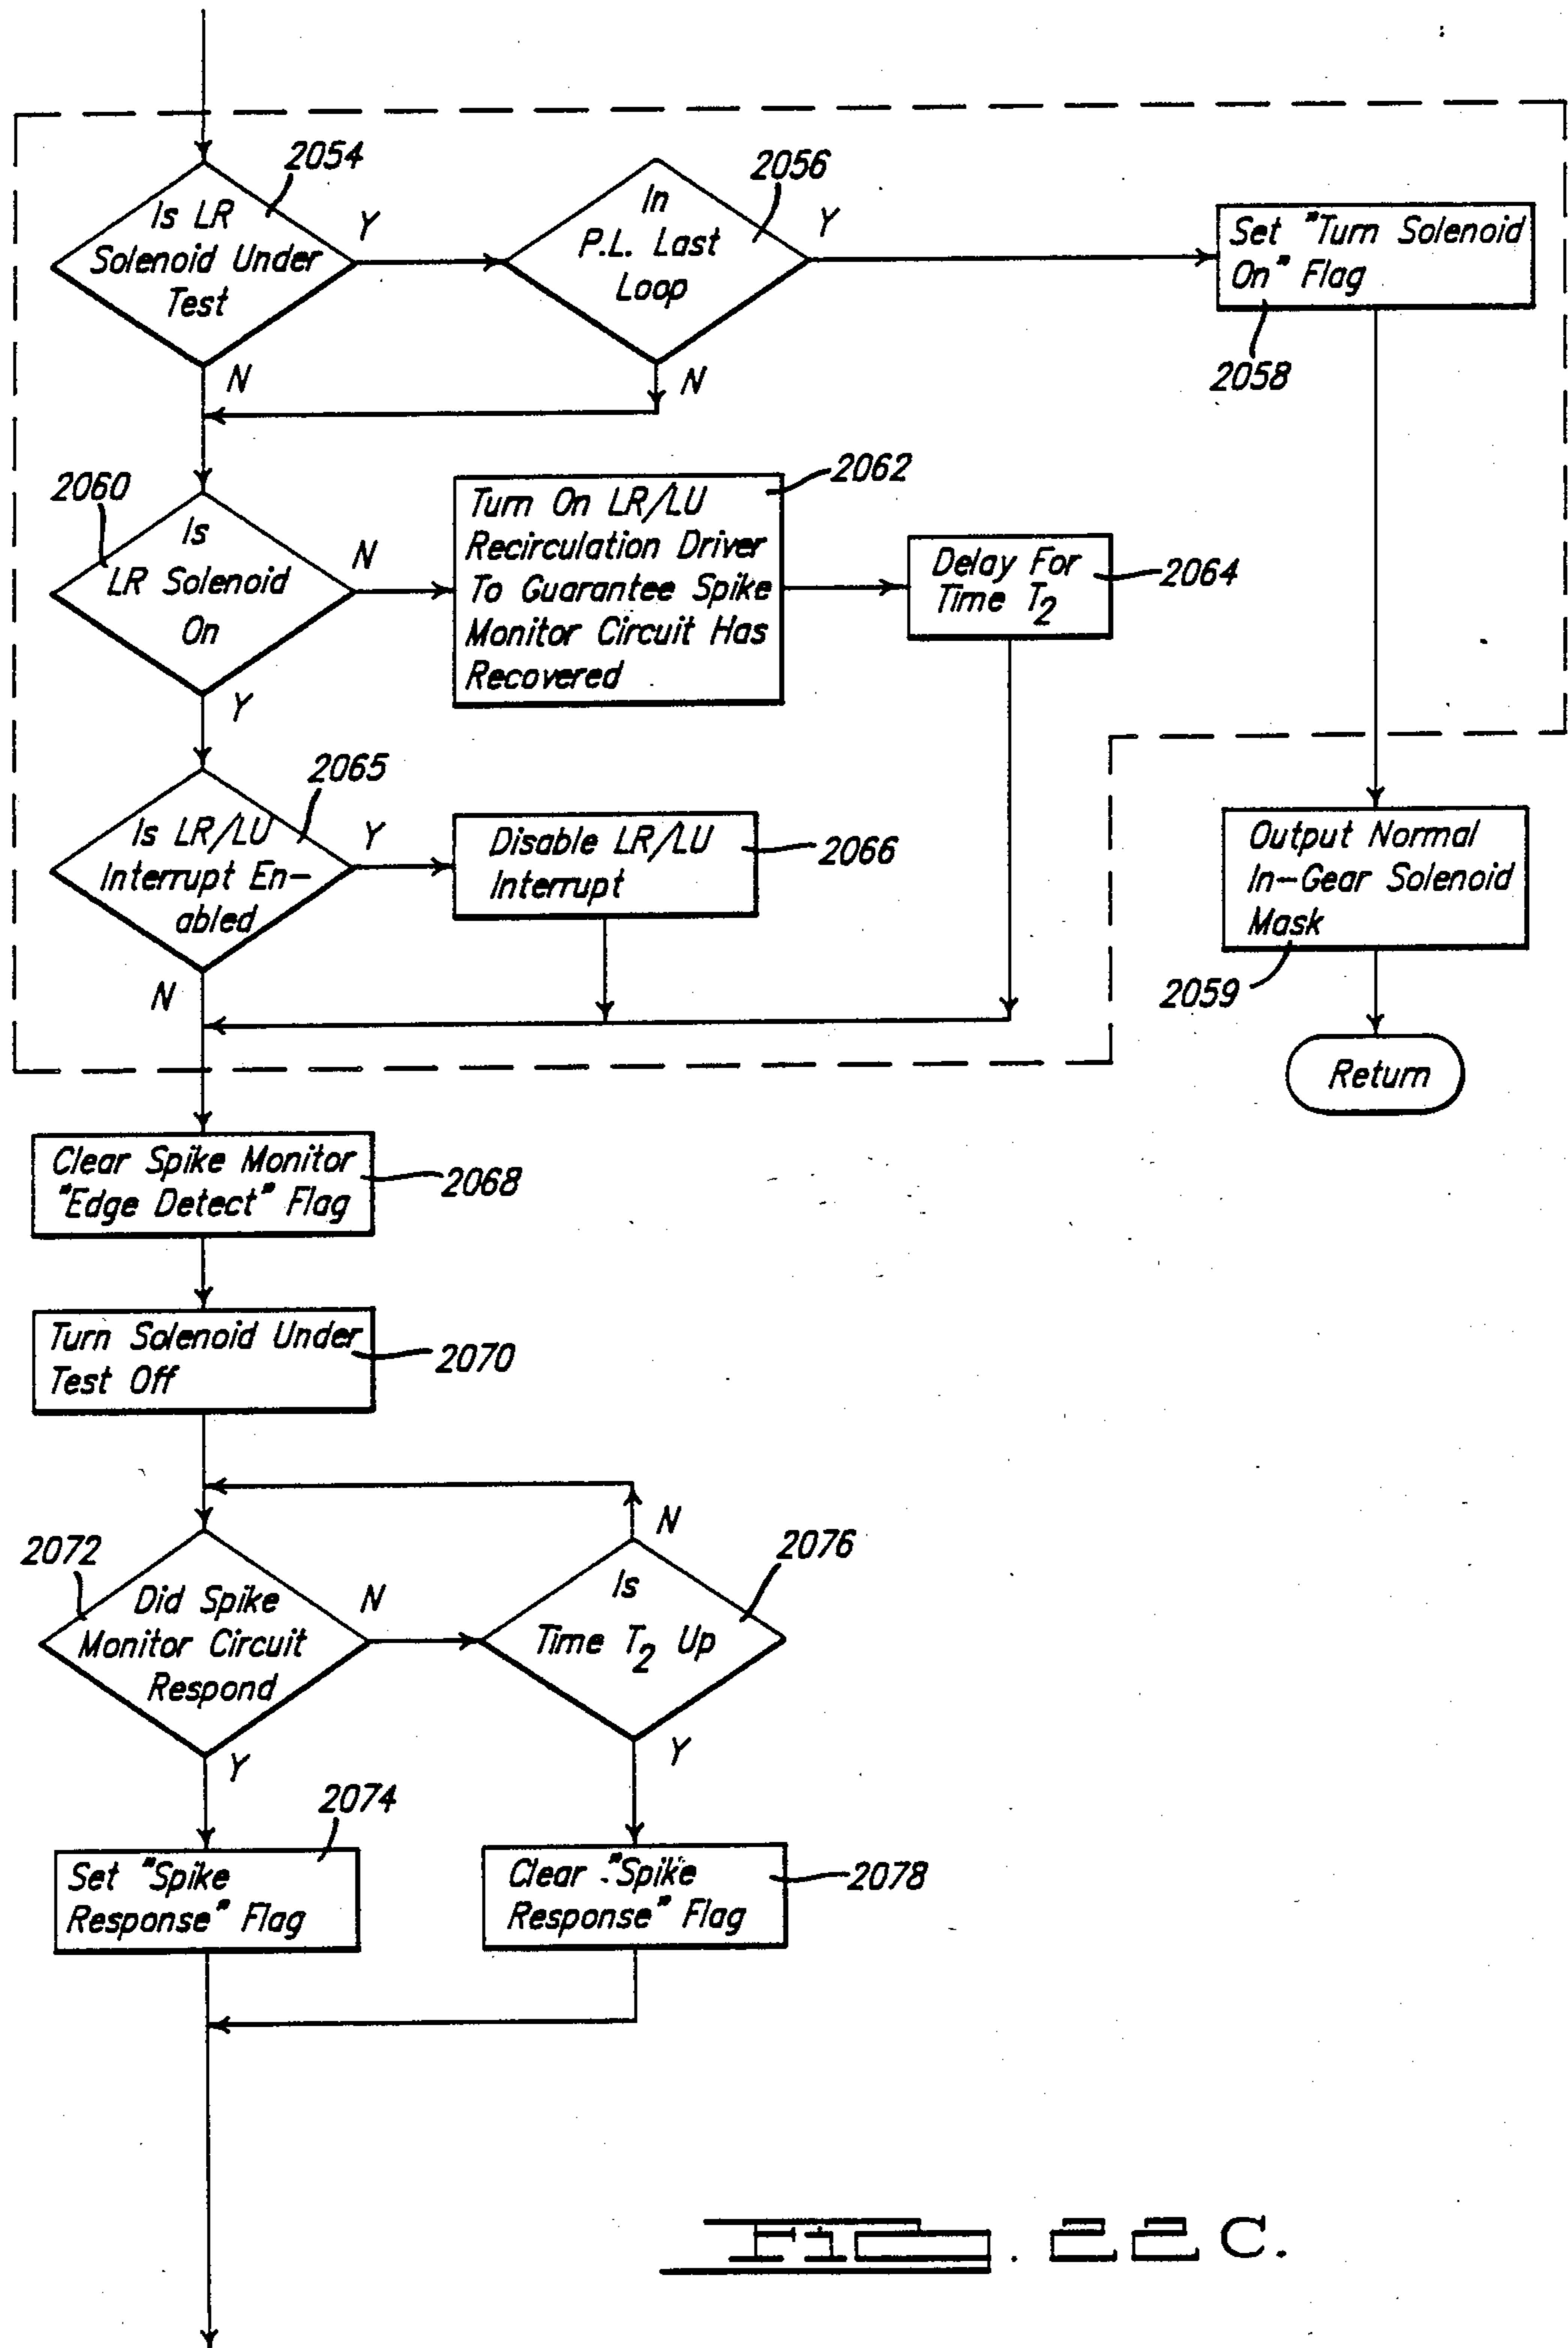 2054
Is LR
Solenoid Under
Test
Y
N
2056
In
P.L. Last
Loop
Y
N
Set "Turn Solenoid
On" Flag
2058
2060
Is
LR Solenoid
On
N
Y
2062
Turn On LR/LU
Recirculation Driver
To Guarantee Spike
Monitor Circuit Has
Recovered
Delay For
Time T2
2064
2065
Is LR/LU
Interrupt En-
abled
Y
N
Disable LR/LU
Interrupt
2066
Output Normal
In-Gear Solenoid
Mask
2059
Return
Clear Spike Monitor
"Edge Detect" Flag
2068
Turn Solenoid Under
Test Off
2070
2072
Did Spike
Monitor Circuit
Respond
N
Y
2076
Is
Time T2 Up
N
Y
2074
Set "Spike
Response" Flag
Clear "Spike
Response" Flag
2078
FIG. 22C.